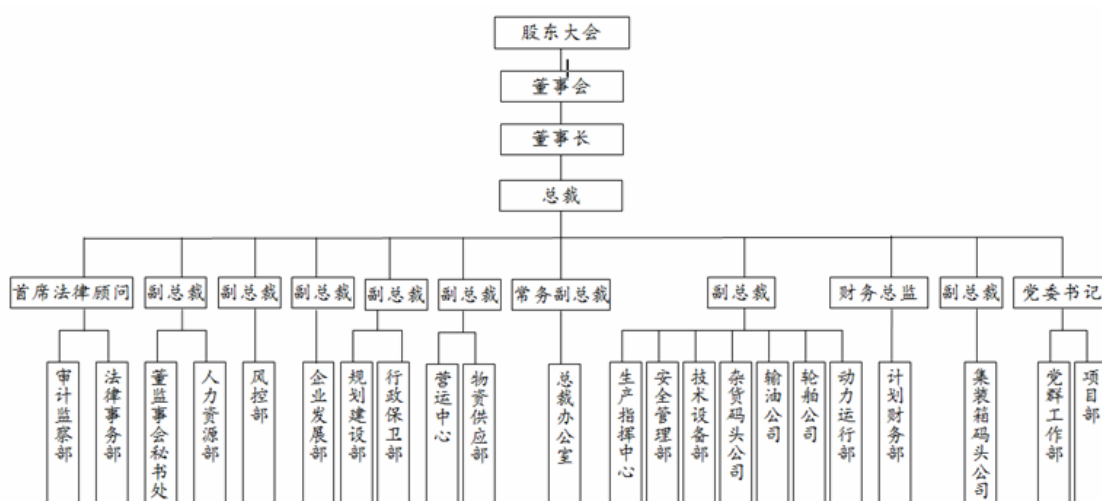 股东大会
董事会
董事长
总裁
首席法律顾问
副总裁
副总裁
副总裁
副总裁
副总裁
常务副总裁
副总裁
财务总监
副总裁
党委书记
审计监察部
法律事务部
董监事会秘书处
人力资源部
风控部
企业发展部
规划建设部
行政保卫部
营运中心
物资供应部
总裁办公室
生产指挥中心
安全管理部
技术设备部
杂货码头公司
输油公司
轮船公司
动力运行部
计划财务部
集装箱码头公司
党群工作部
项目部